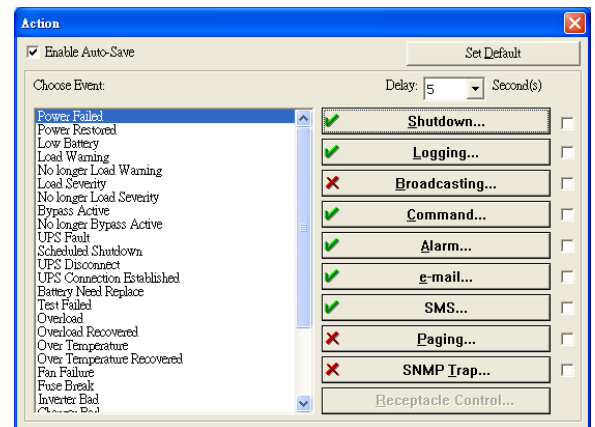 Action
Enable Auto-Save
Set Default
Choose Event:
Delay: 5 Second(s)
Power Failed
Power Restored
Low Battery
Load Warning
No longer Load Warning
Load Severity
No longer Load Severity
Bypass Active
No longer Bypass Active
UPS Fault
Scheduled Shutdown
UPS Disconnect
UPS Connection Established
Battery Need Replace
Test Failed
Overload
Overload Recovered
Over Temperature
Over Temperature Recovered
Fan Failure
Fuse Break
Inverter Bad
Shutdown...
Logging...
Broadcasting...
Command...
Alarm...
e-mail...
SMS...
Paging...
SNMP Trap...
Receptacle Control...